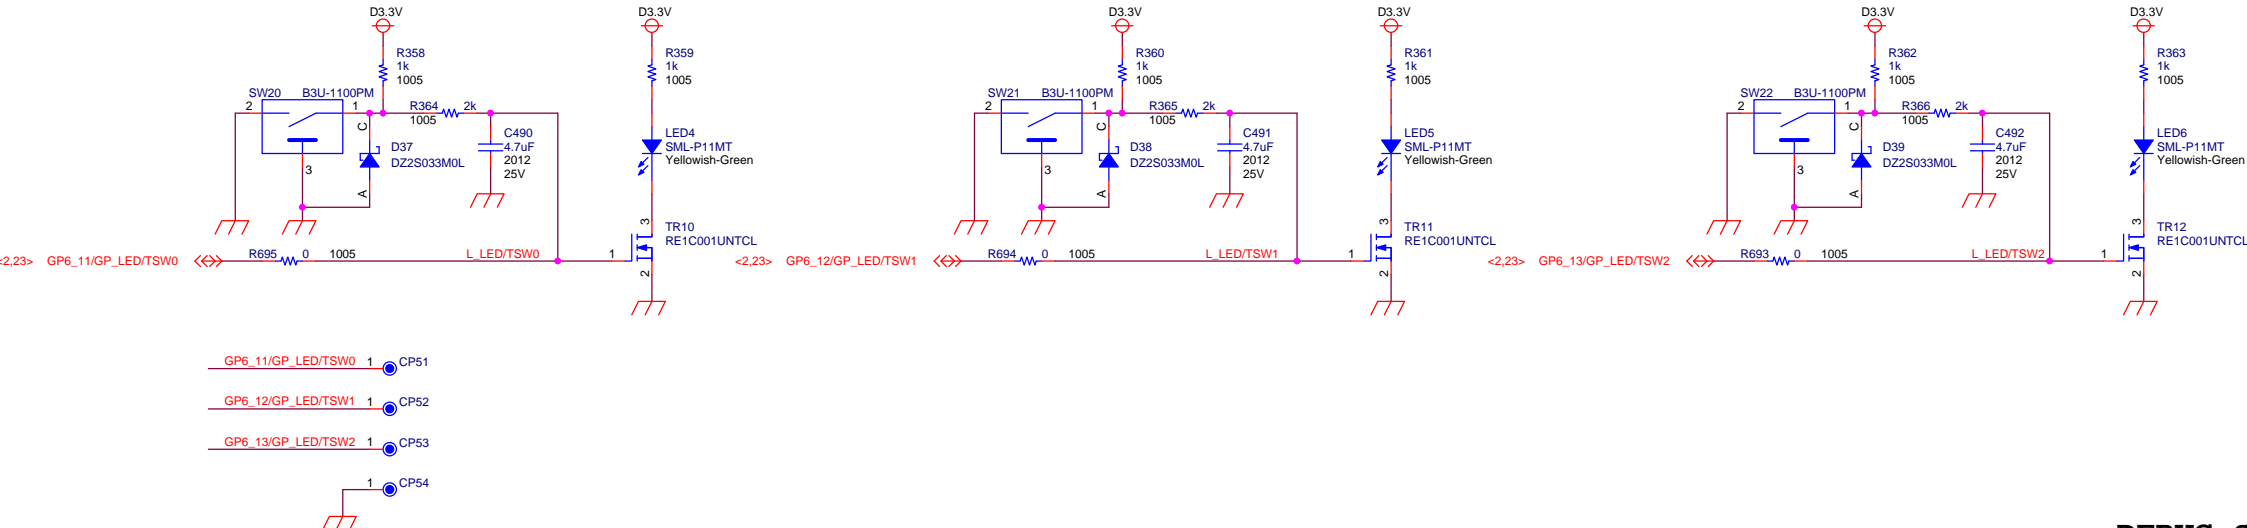 D3.3V
R358
1k
1005
SW20 B3U-1100PM
2
1
3
R364 2k
1005
C
D37
DZ2S033M0L
A
C490
4.7uF
2012
25V
D3.3V
R359
1k
1005
LED4
SML-P11MT
Yellowish-Green
3
TR10
RE1C001UNTCL
1
2
<2,23> GP6_11/GP_LED/TSW0
R695 0 1005
L_LED/TSW0
D3.3V
R360
1k
1005
SW21 B3U-1100PM
2
1
3
R365 2k
1005
C
D38
DZ2S033M0L
A
C491
4.7uF
2012
25V
D3.3V
R361
1k
1005
LED5
SML-P11MT
Yellowish-Green
3
TR11
RE1C001UNTCL
1
2
<2,23> GP6_12/GP_LED/TSW1
R694 0 1005
L_LED/TSW1
D3.3V
R362
1k
1005
SW22 B3U-1100PM
2
1
3
R366 2k
1005
C
D39
DZ2S033M0L
A
C492
4.7uF
2012
25V
D3.3V
R363
1k
1005
LED6
SML-P11MT
Yellowish-Green
3
TR12
RE1C001UNTCL
1
2
<2,23> GP6_13/GP_LED/TSW2
R693 0 1005
L_LED/TSW2
GP6_11/GP_LED/TSW0 1 CP51
GP6_12/GP_LED/TSW1 1 CP52
GP6_13/GP_LED/TSW2 1 CP53
1 CP54